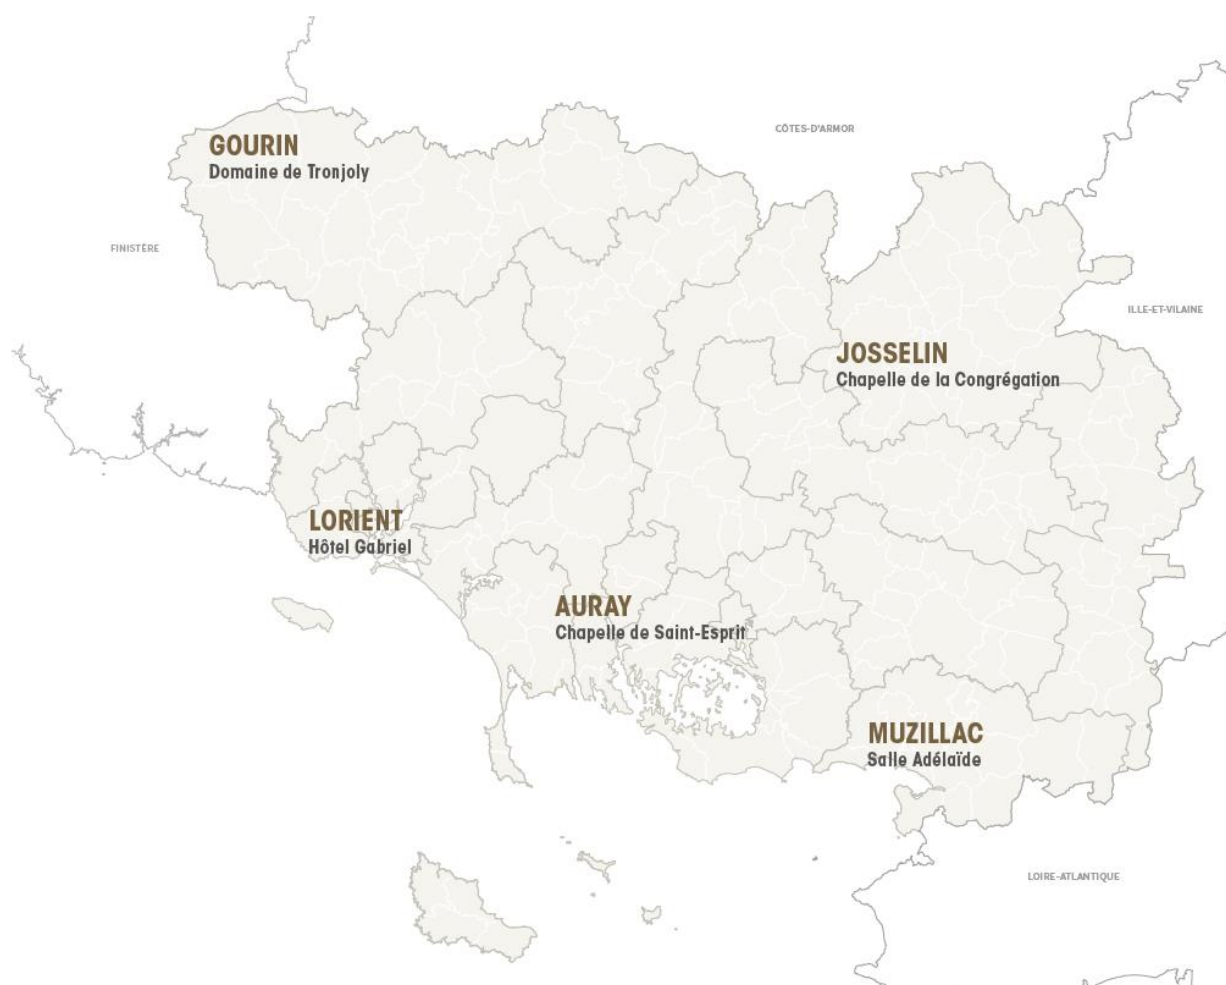 CÔTES-D'ARMOR
GOURIN
Domaine de Tronjoly
FINISTÈRE
ILLE-ET-VILAINE
JOSSELIN
Chapelle de la Congrégation
LORIENT
Hôtel Gabriel
AURAY
Chapelle de Saint-Esprit
MUZILLAC
Salle Adélaïde
LOIRE-ATLANTIQUE